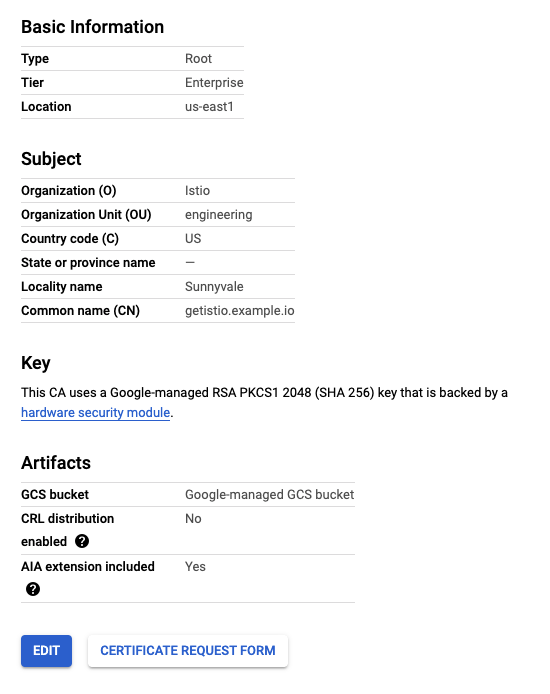 Basic Information
Type Root
Tier Enterprise
Location us-east1
Subject
Organization (O) Istio
Organization Unit (OU) engineering
Country code (C) US
State or province name —
Locality name Sunnyvale
Common name (CN) getistio.example.io
Key
This CA uses a Google-managed RSA PKCS1 2048 (SHA 256) key that is backed by a
hardware security module.
Artifacts
GCS bucket Google-managed GCS bucket
CRL distribution No
enabled ?
AIA extension included Yes
?
EDIT CERTIFICATE REQUEST FORM